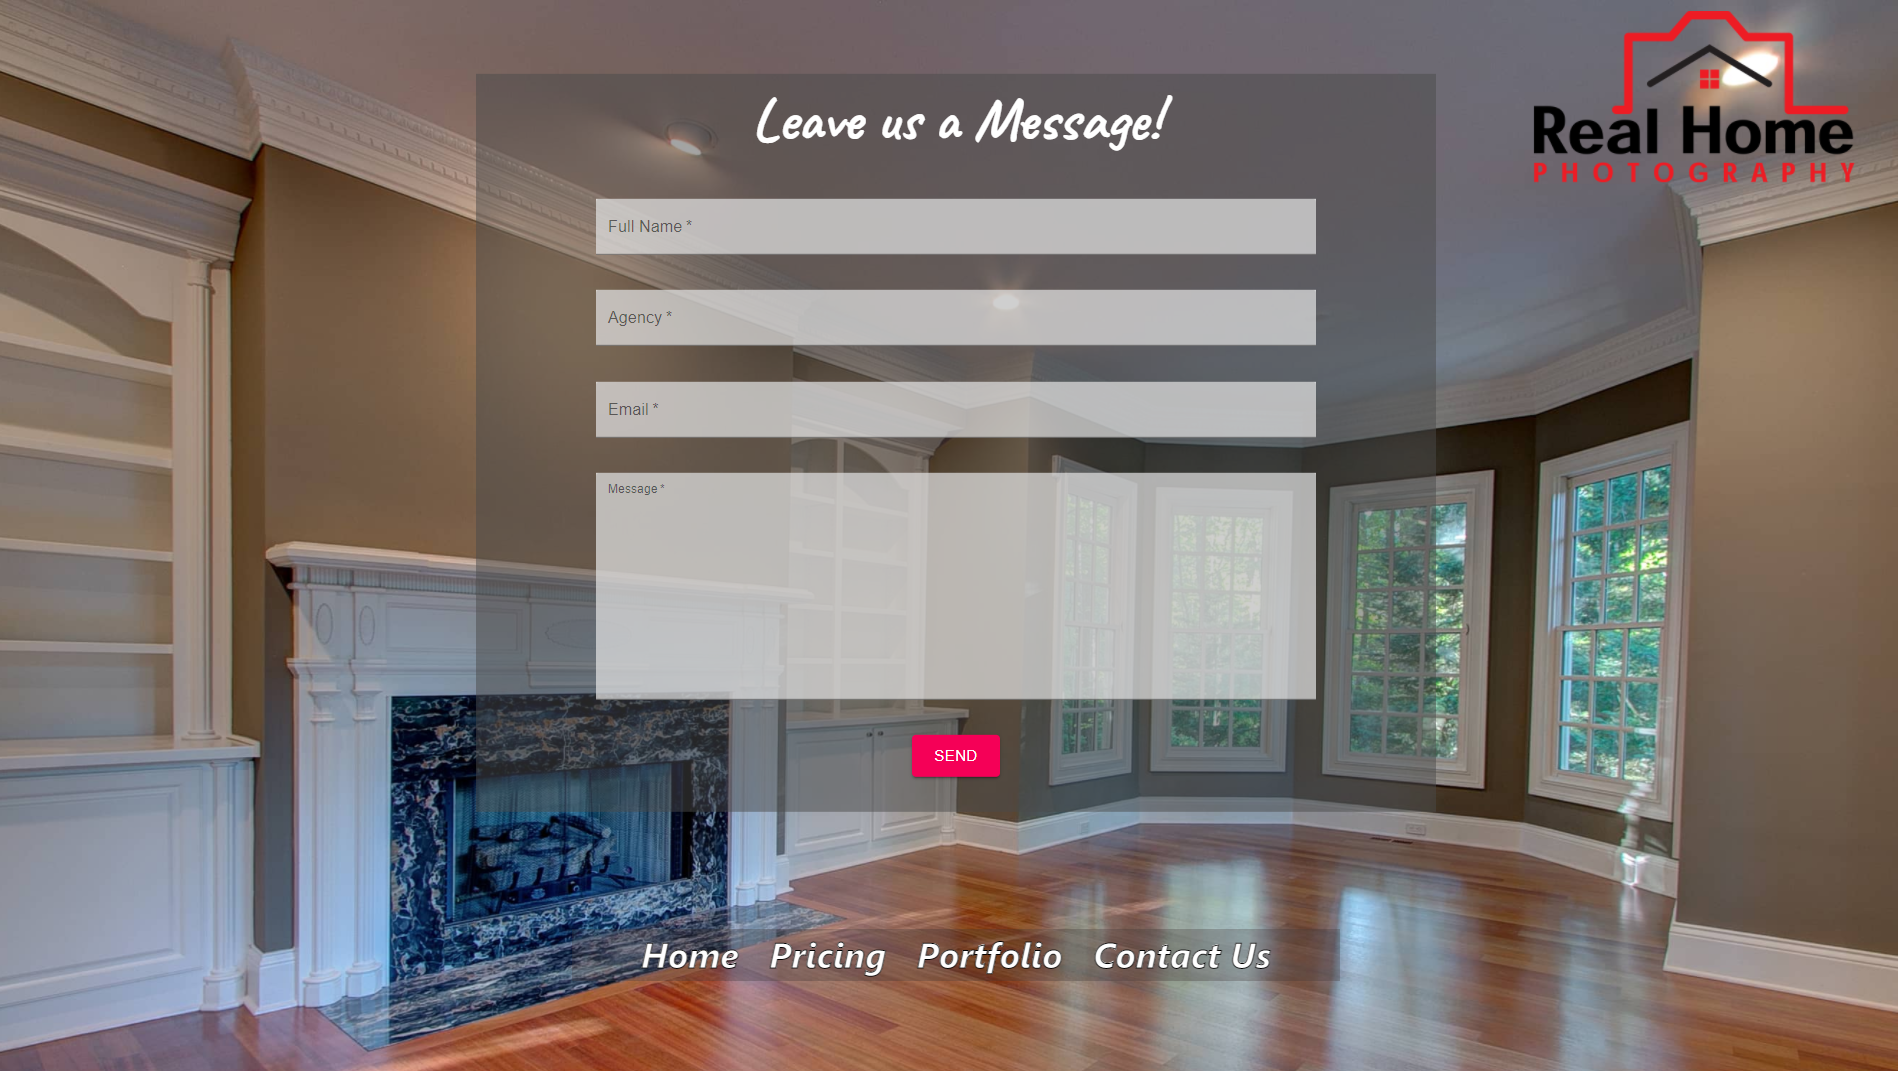 Leave us a Message!
Real Home
PHOTOGRAPHY
Full Name *
Agency *
Email *
Message *
SEND
Home Pricing Portfolio Contact Us